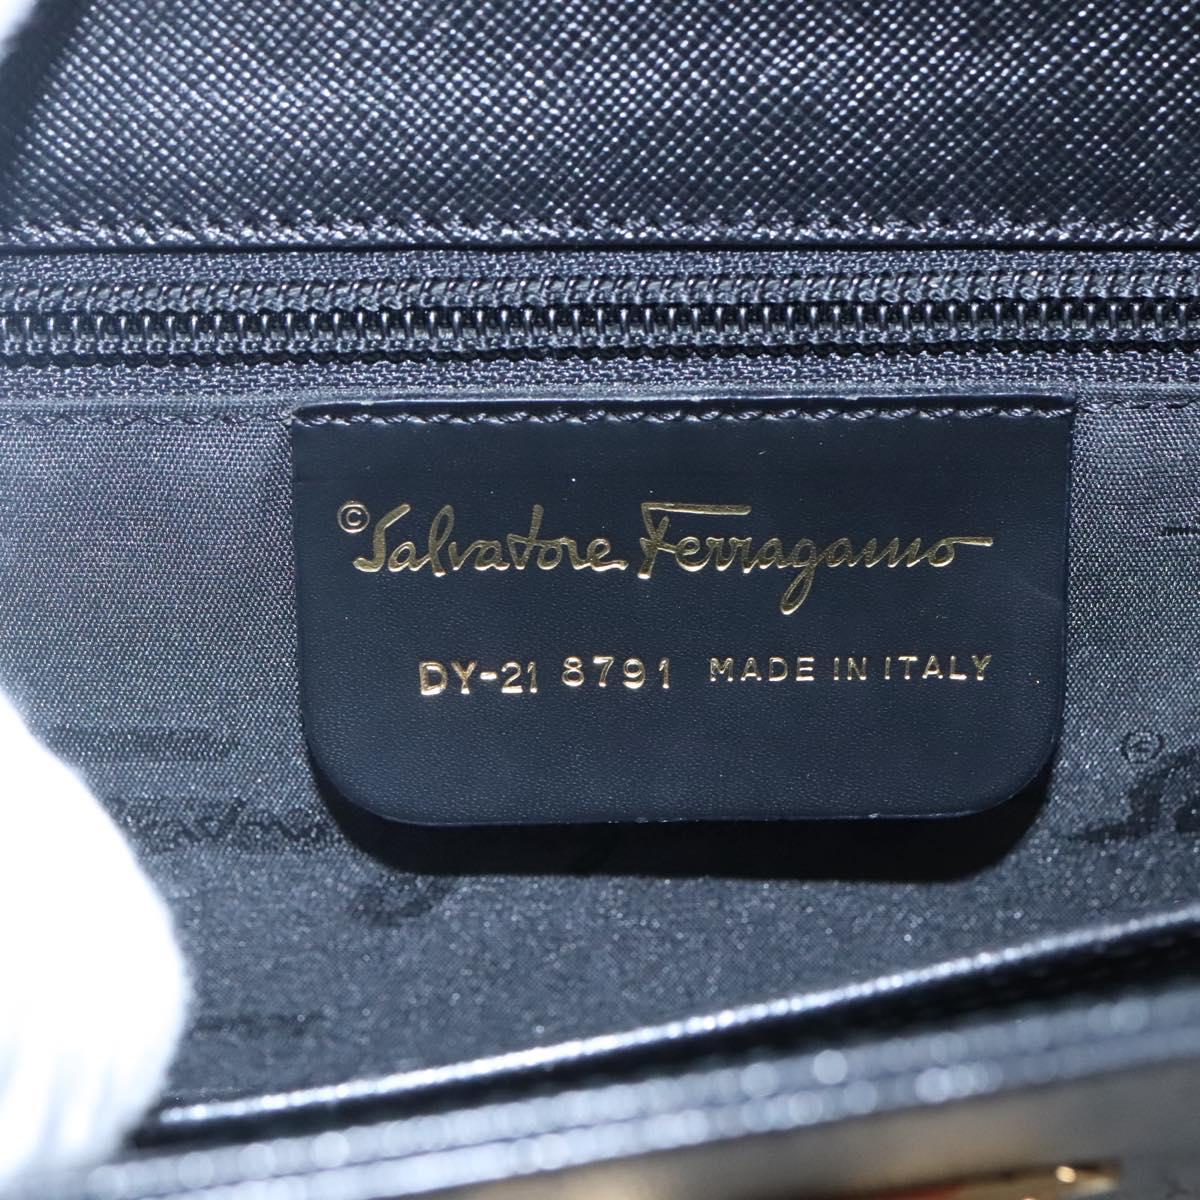 ©Salvatore Ferragamo
DY-21 8791 MADE IN ITALY
©